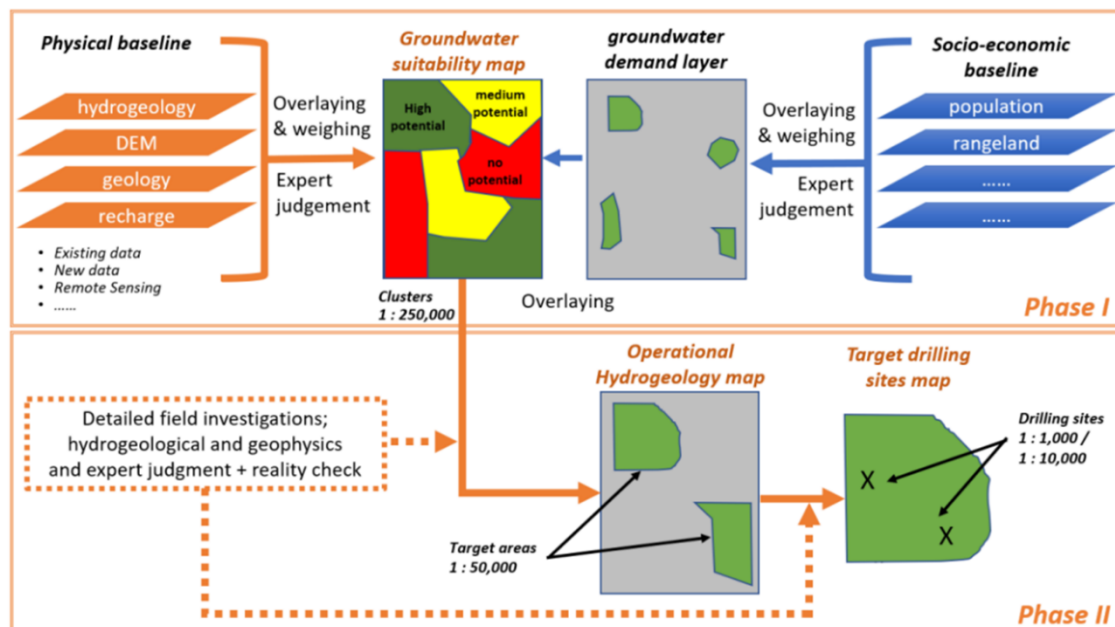 Physical baseline
hydrogeology
DEM
geology
recharge
• Existing data
• New data
• Remote Sensing
• ......
Overlaying
& weighing
Expert
judgement
Groundwater
suitability map
High
potential
medium
potential
no
potential
Clusters
1 : 250,000
groundwater
demand layer
Overlaying
Overlaying
& weighing
Expert
judgement
Socio-economic
baseline
population
rangeland
......
......
Phase I
Detailed field investigations;
hydrogeological and geophysics
and expert judgment + reality check
Operational
Hydrogeology map
Target areas
1 : 50,000
Target drilling
sites map
X
X
Drilling sites
1 : 1,000 /
1 : 10,000
Phase II